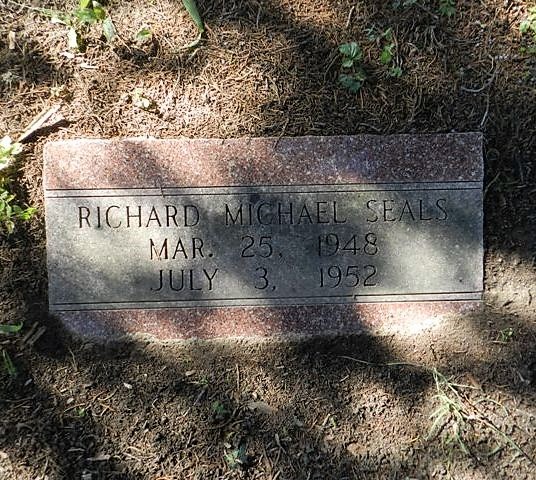 RICHARD MICHAEL SEALS
MAR. 25, 1948
JULY 3, 1952